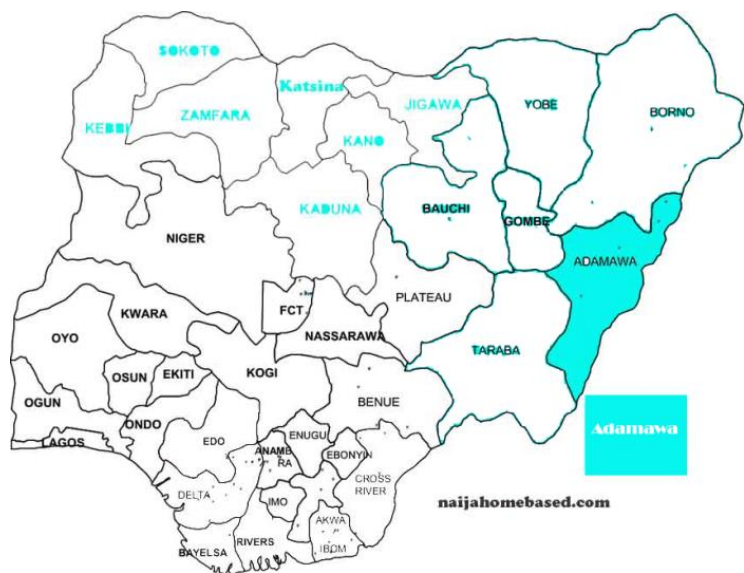 SOKOTO
Katsina
ZAMFARA
JIGAWA
YOBE
BORNO
KEBBI
KANO
KADUNA
BAUCHI
GOMBE
NIGER
ADAMAWA
PLATEAU
FCT
KWARA
NASSARAWA
OYO
TARABA
OSUN
EKITI
KOGI
OGUN
BENUE
ONDO
LAGOS
EDO
ENUGU
ANAMB
RA
EBONYIN
Adamawa
CROSS
RIVER
DELTA
IMO
naijahomebased.com
AKWA
IBOM
BAYELSA
RIVERS